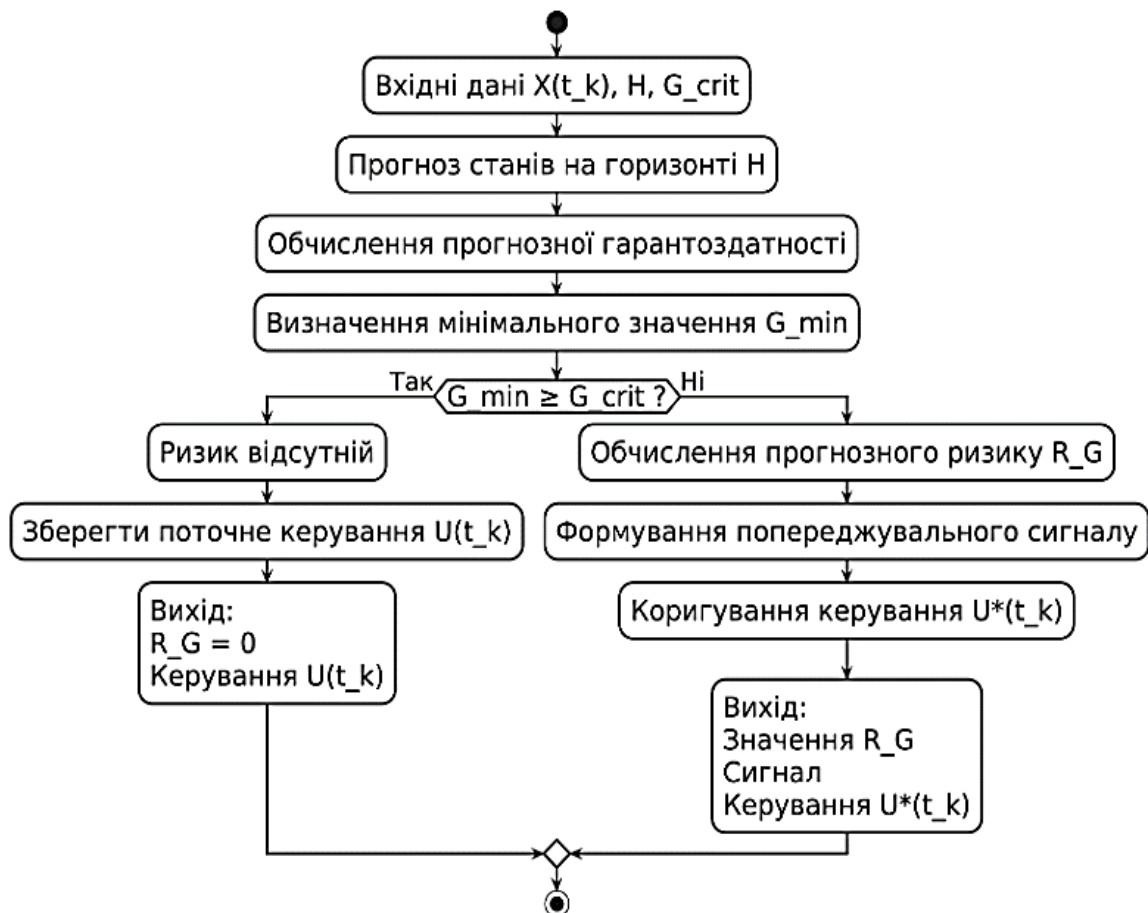 Вхідні дані X(t_k), H, G_crit
Прогноз станів на горизонті H
Обчислення прогнозної гарантоздатності
Визначення мінімального значення G_min
Так
G_min ≥ G_crit ?
Ні
Ризик відсутній
Зберегти поточне керування U(t_k)
Вихід:
R_G = 0
Керування U(t_k)
Обчислення прогнозного ризику R_G
Формування попереджувального сигналу
Коригування керування U*(t_k)
Вихід:
Значення R_G
Сигнал
Керування U*(t_k)